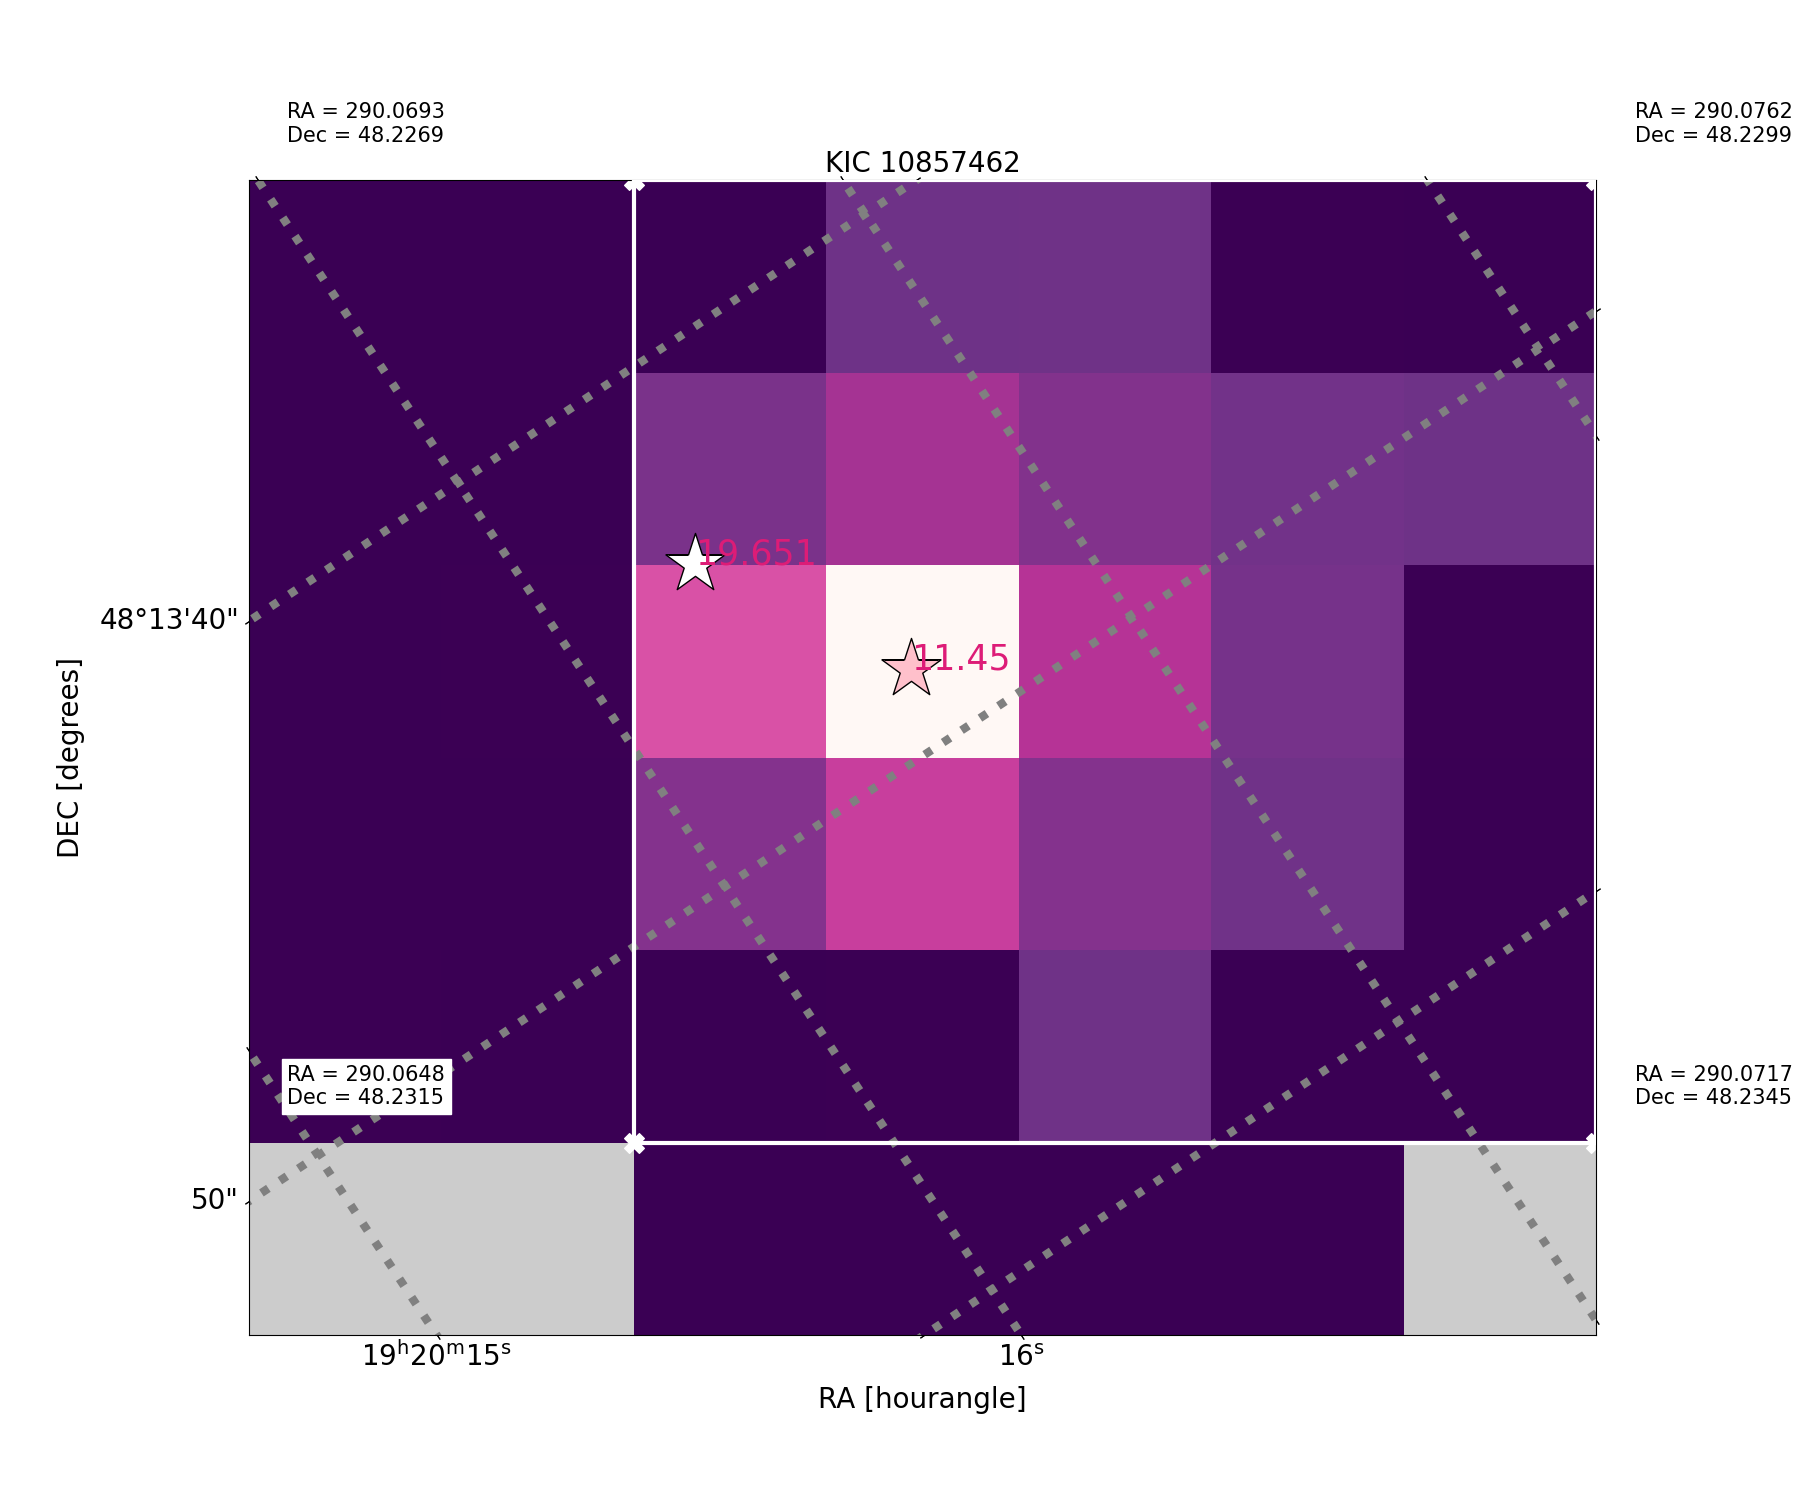 RA = 290.0693
Dec = 48.2269
RA = 290.0762
Dec = 48.2299
KIC 10857462
19.651
11.45
48°13'40"
DEC [degrees]
RA = 290.0648
Dec = 48.2315
RA = 290.0717
Dec = 48.2345
50"
19h20m15s
16s
RA [hourangle]